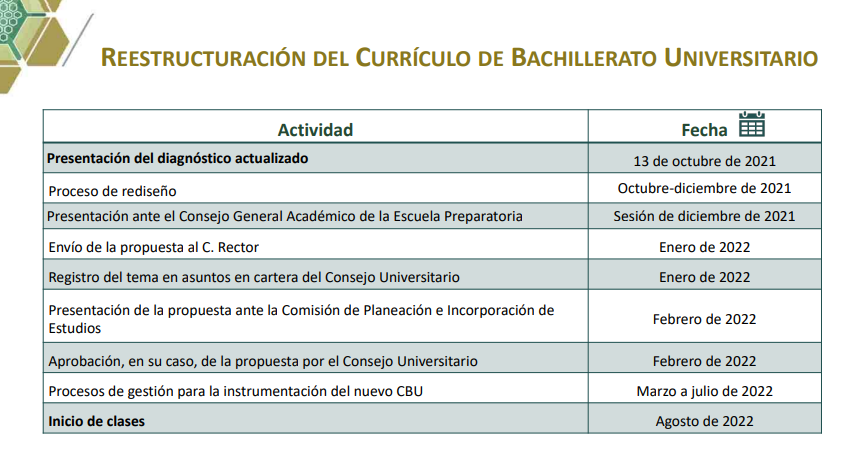 REESTRUCTURACIÓN DEL CURRÍCULO DE BACHILLERATO UNIVERSITARIO
Actividad Fecha
Presentación del diagnóstico actualizado 13 de octubre de 2021
Proceso de rediseño Octubre-diciembre de 2021
Presentación ante el Consejo General Académico de la Escuela Preparatoria Sesión de diciembre de 2021
Envío de la propuesta al C. Rector Enero de 2022
Registro del tema en asuntos en cartera del Consejo Universitario Enero de 2022
Presentación de la propuesta ante la Comisión de Planeación e Incorporación de
Estudios Febrero de 2022
Aprobación, en su caso, de la propuesta por el Consejo Universitario Febrero de 2022
Procesos de gestión para la instrumentación del nuevo CBU Marzo a julio de 2022
Inicio de clases Agosto de 2022